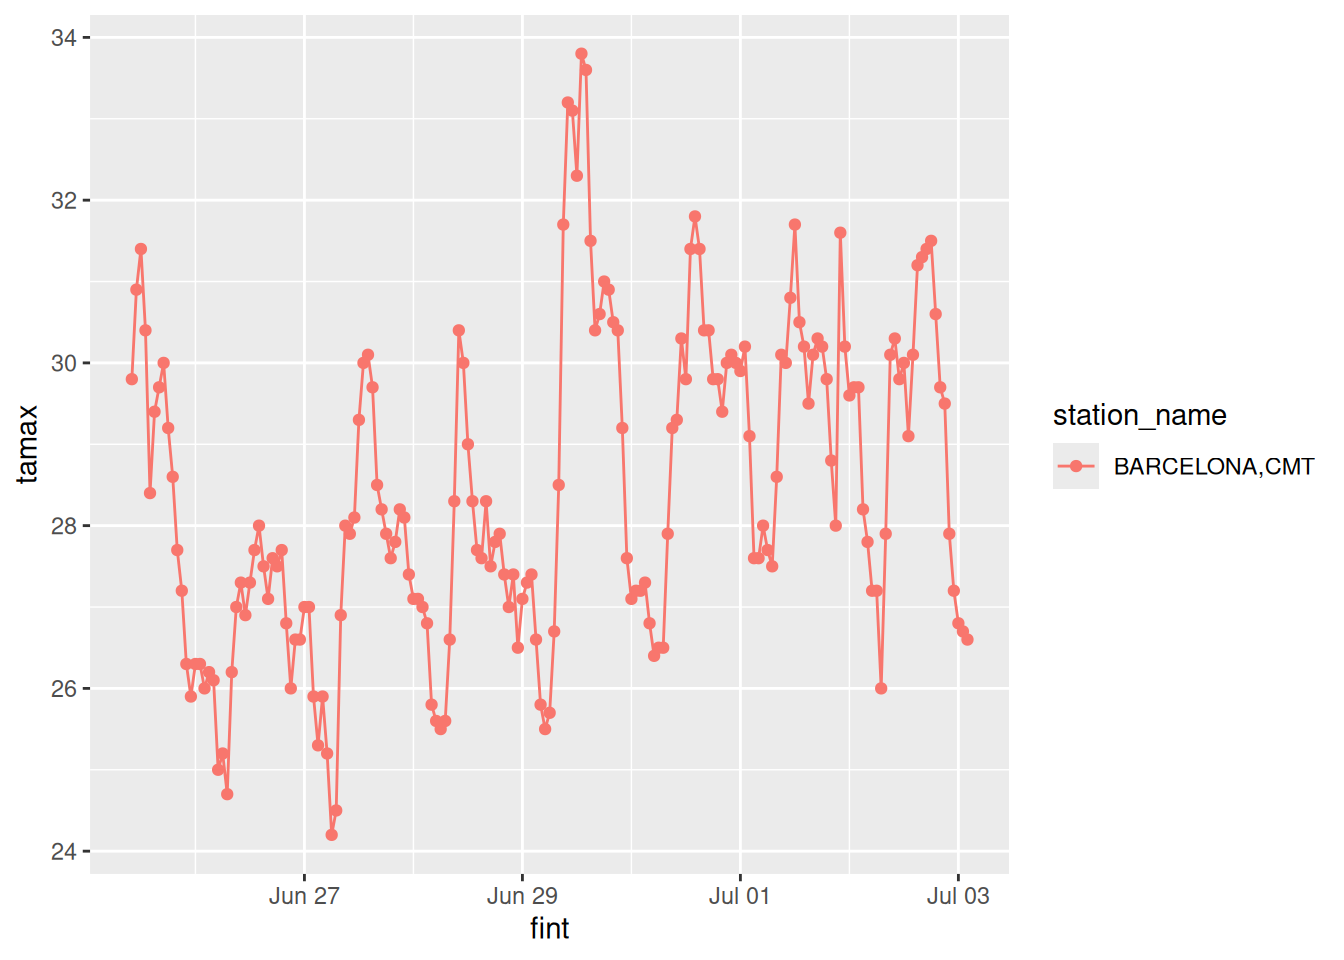 34
32
30
28
26
24
tamax
Jun 27
Jun 29
Jul 01
Jul 03
fint
station_name
BARCELONA,CMT